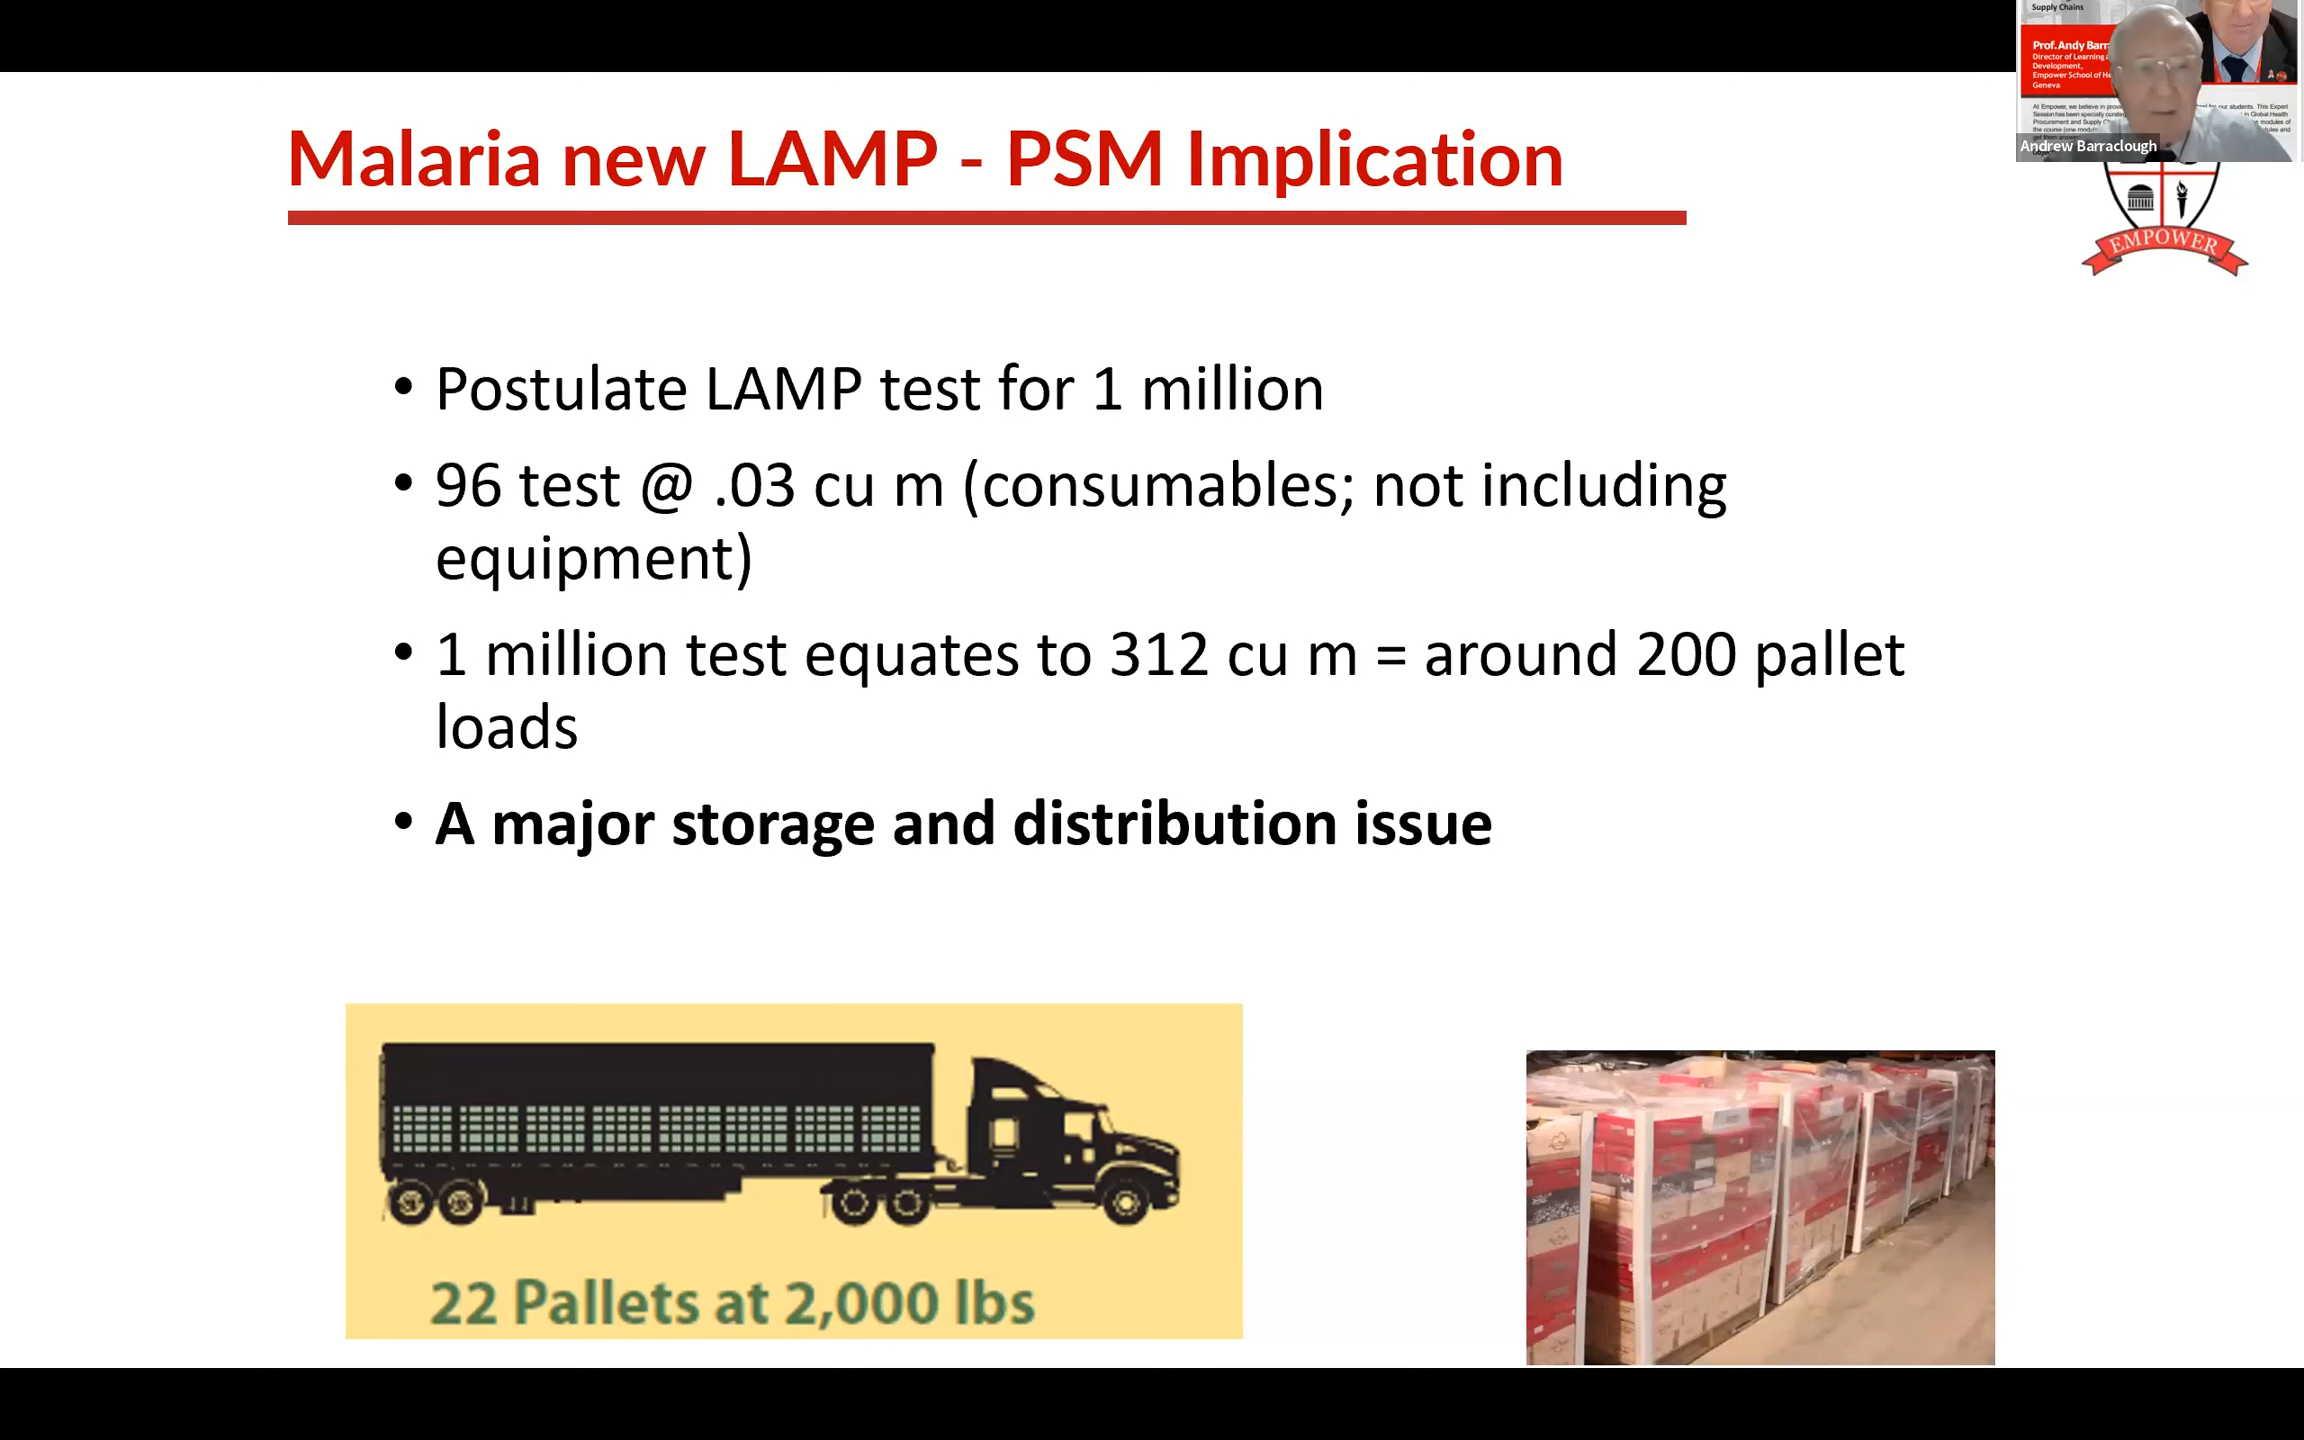 Supply Chains
Prof. Andy Barr
Director of Learning
Development,
Empower School of He
Geneva
Andrew Barraclough
EMPOWER
Malaria new LAMP - PSM Implication
• Postulate LAMP test for 1 million
• 96 test @ .03 cu m (consumables; not including
equipment)
• 1 million test equates to 312 cu m = around 200 pallet
loads
• A major storage and distribution issue
22 Pallets at 2,000 lbs